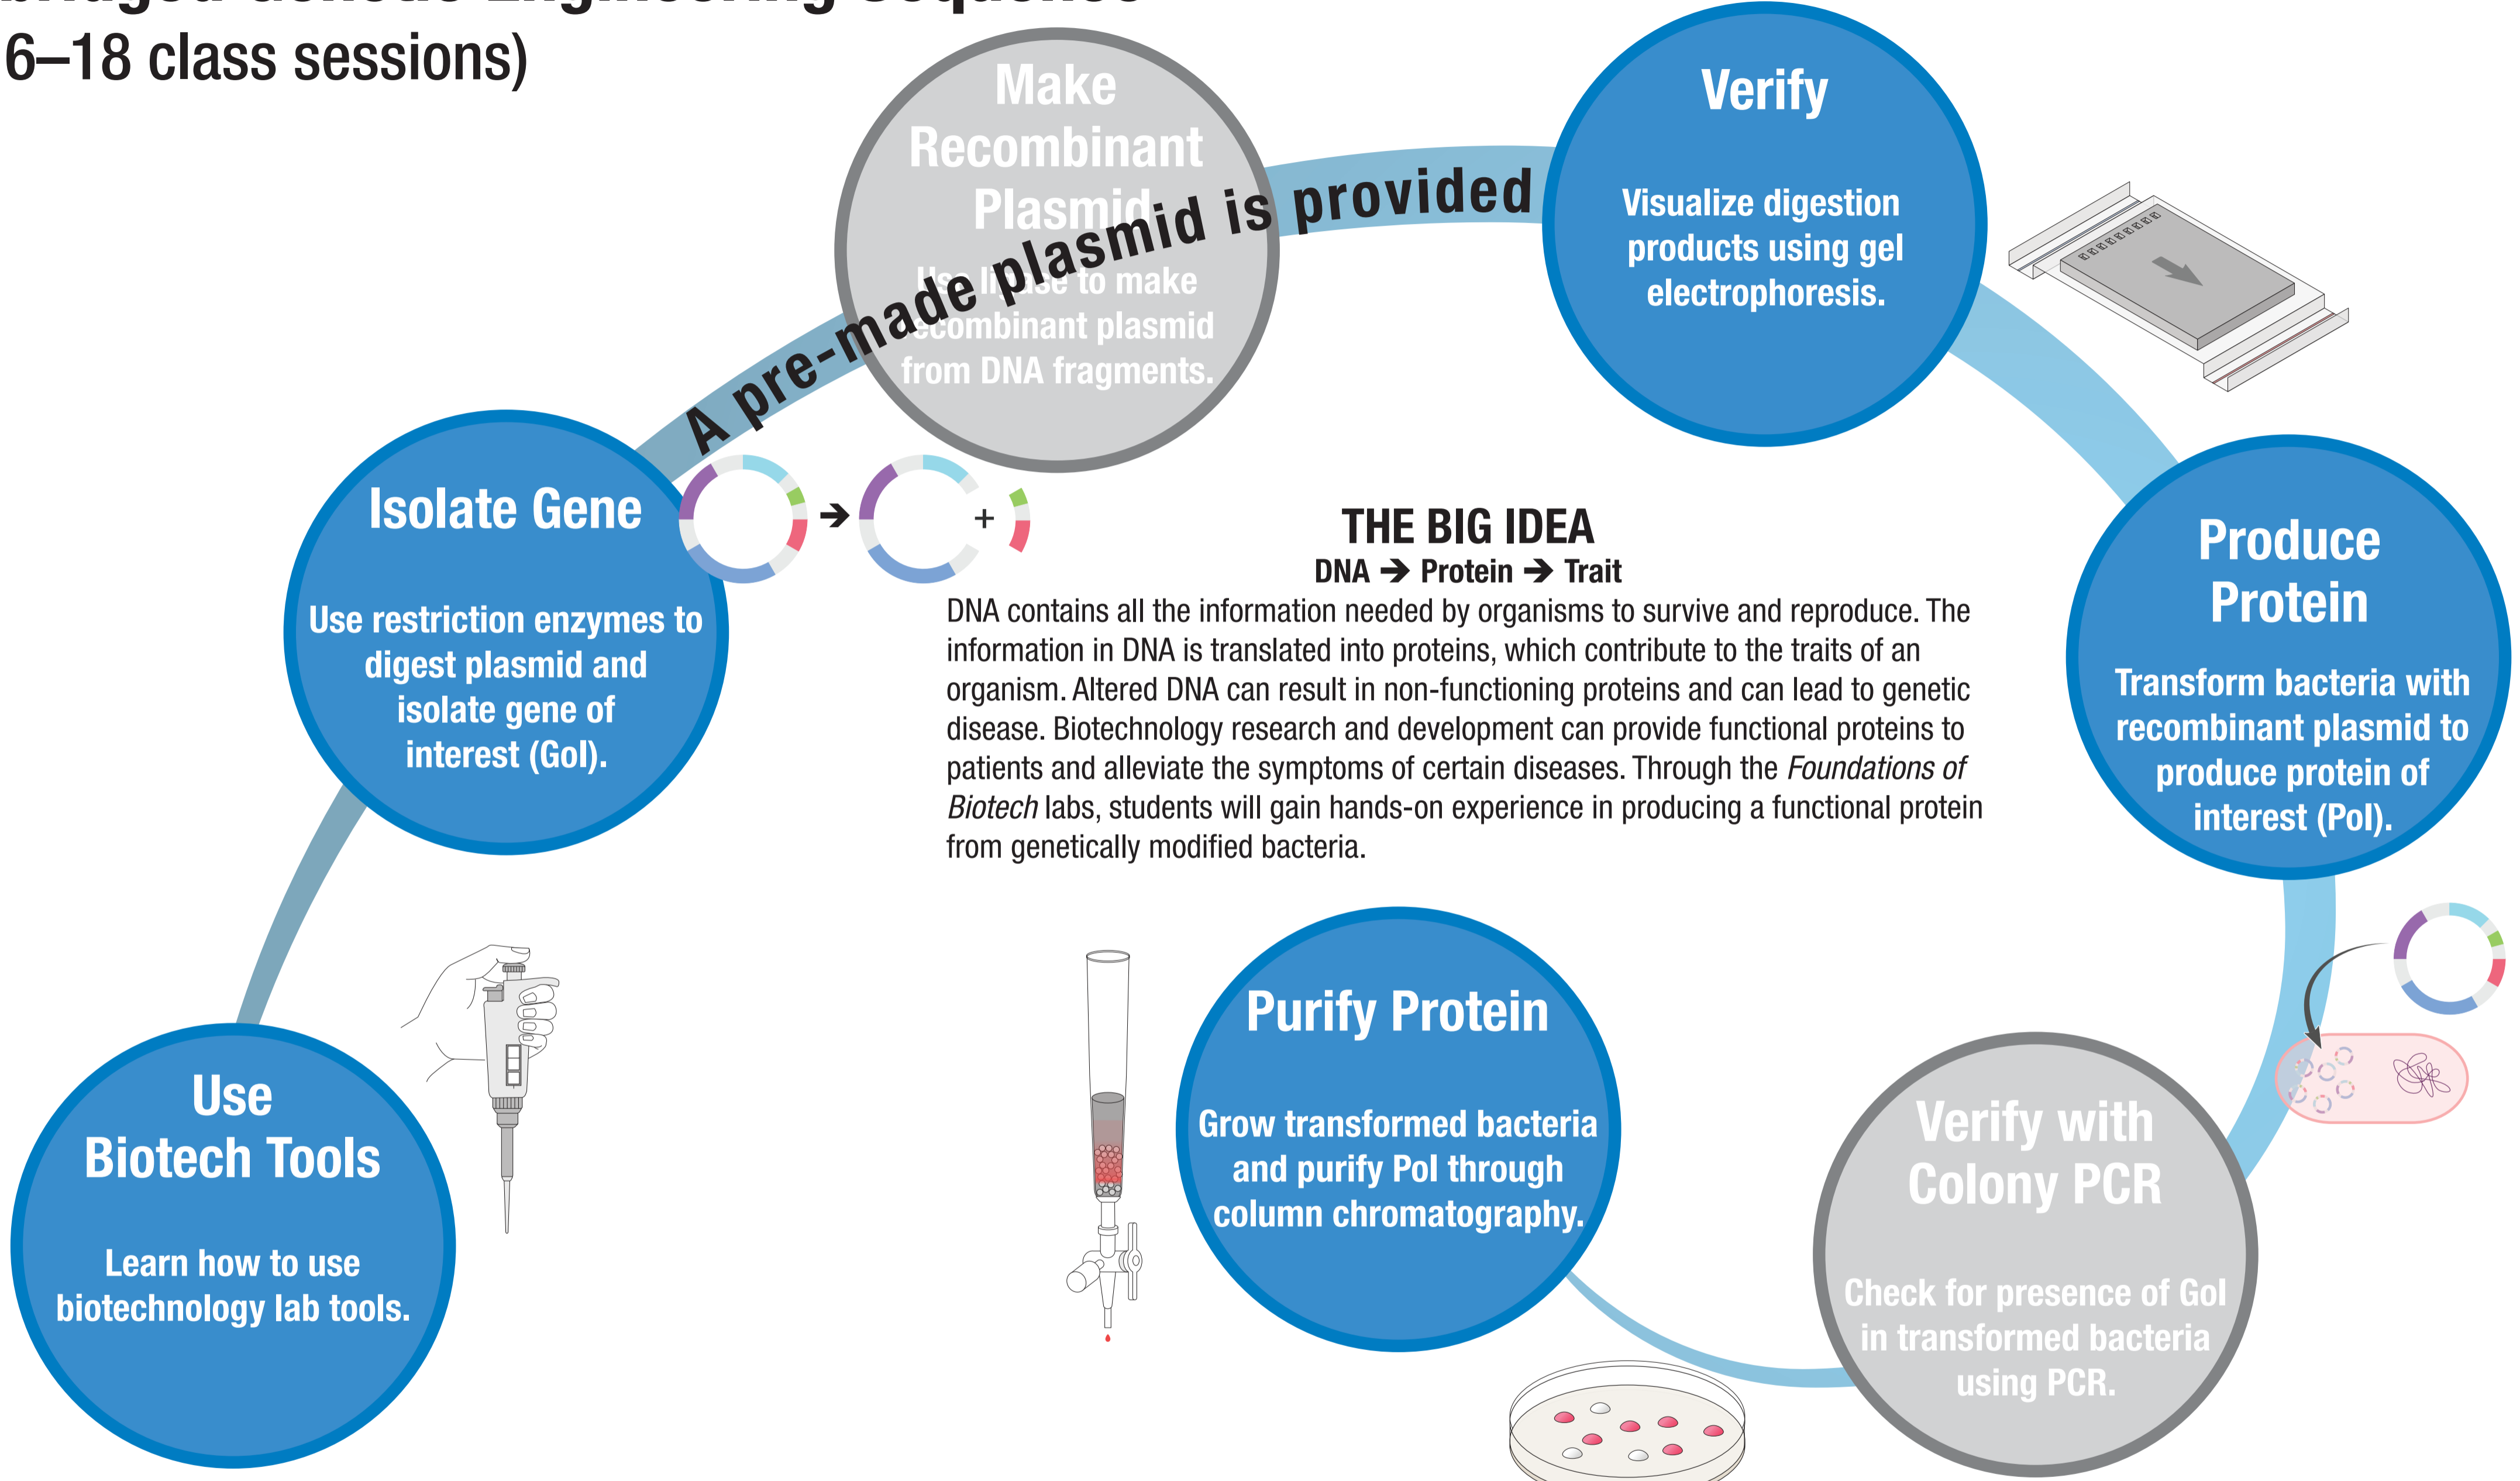 bridged Genetic Engineering Sequence
6–18 class sessions)
Use
Biotech Tools
Learn how to use
biotechnology lab tools.
Isolate Gene
Use restriction enzymes to
digest plasmid and
isolate gene of
interest (GoI).
+
Make
Recombinant
Plasmid
Use ligase to make
recombinant plasmid
from DNA fragments.
A pre-made plasmid is provided
Verify
Visualize digestion
products using gel
electrophoresis.
Produce
Protein
Transform bacteria with
recombinant plasmid to
produce protein of
interest (PoI).
Verify with
Colony PCR
Check for presence of GoI
in transformed bacteria
using PCR.
Purify Protein
Grow transformed bacteria
and purify PoI through
column chromatography.
THE BIG IDEA
DNA ➔ Protein ➔ Trait
DNA contains all the information needed by organisms to survive and reproduce. The
information in DNA is translated into proteins, which contribute to the traits of an
organism. Altered DNA can result in non-functioning proteins and can lead to genetic
disease. Biotechnology research and development can provide functional proteins to
patients and alleviate the symptoms of certain diseases. Through the Foundations of
Biotech labs, students will gain hands-on experience in producing a functional protein
from genetically modified bacteria.